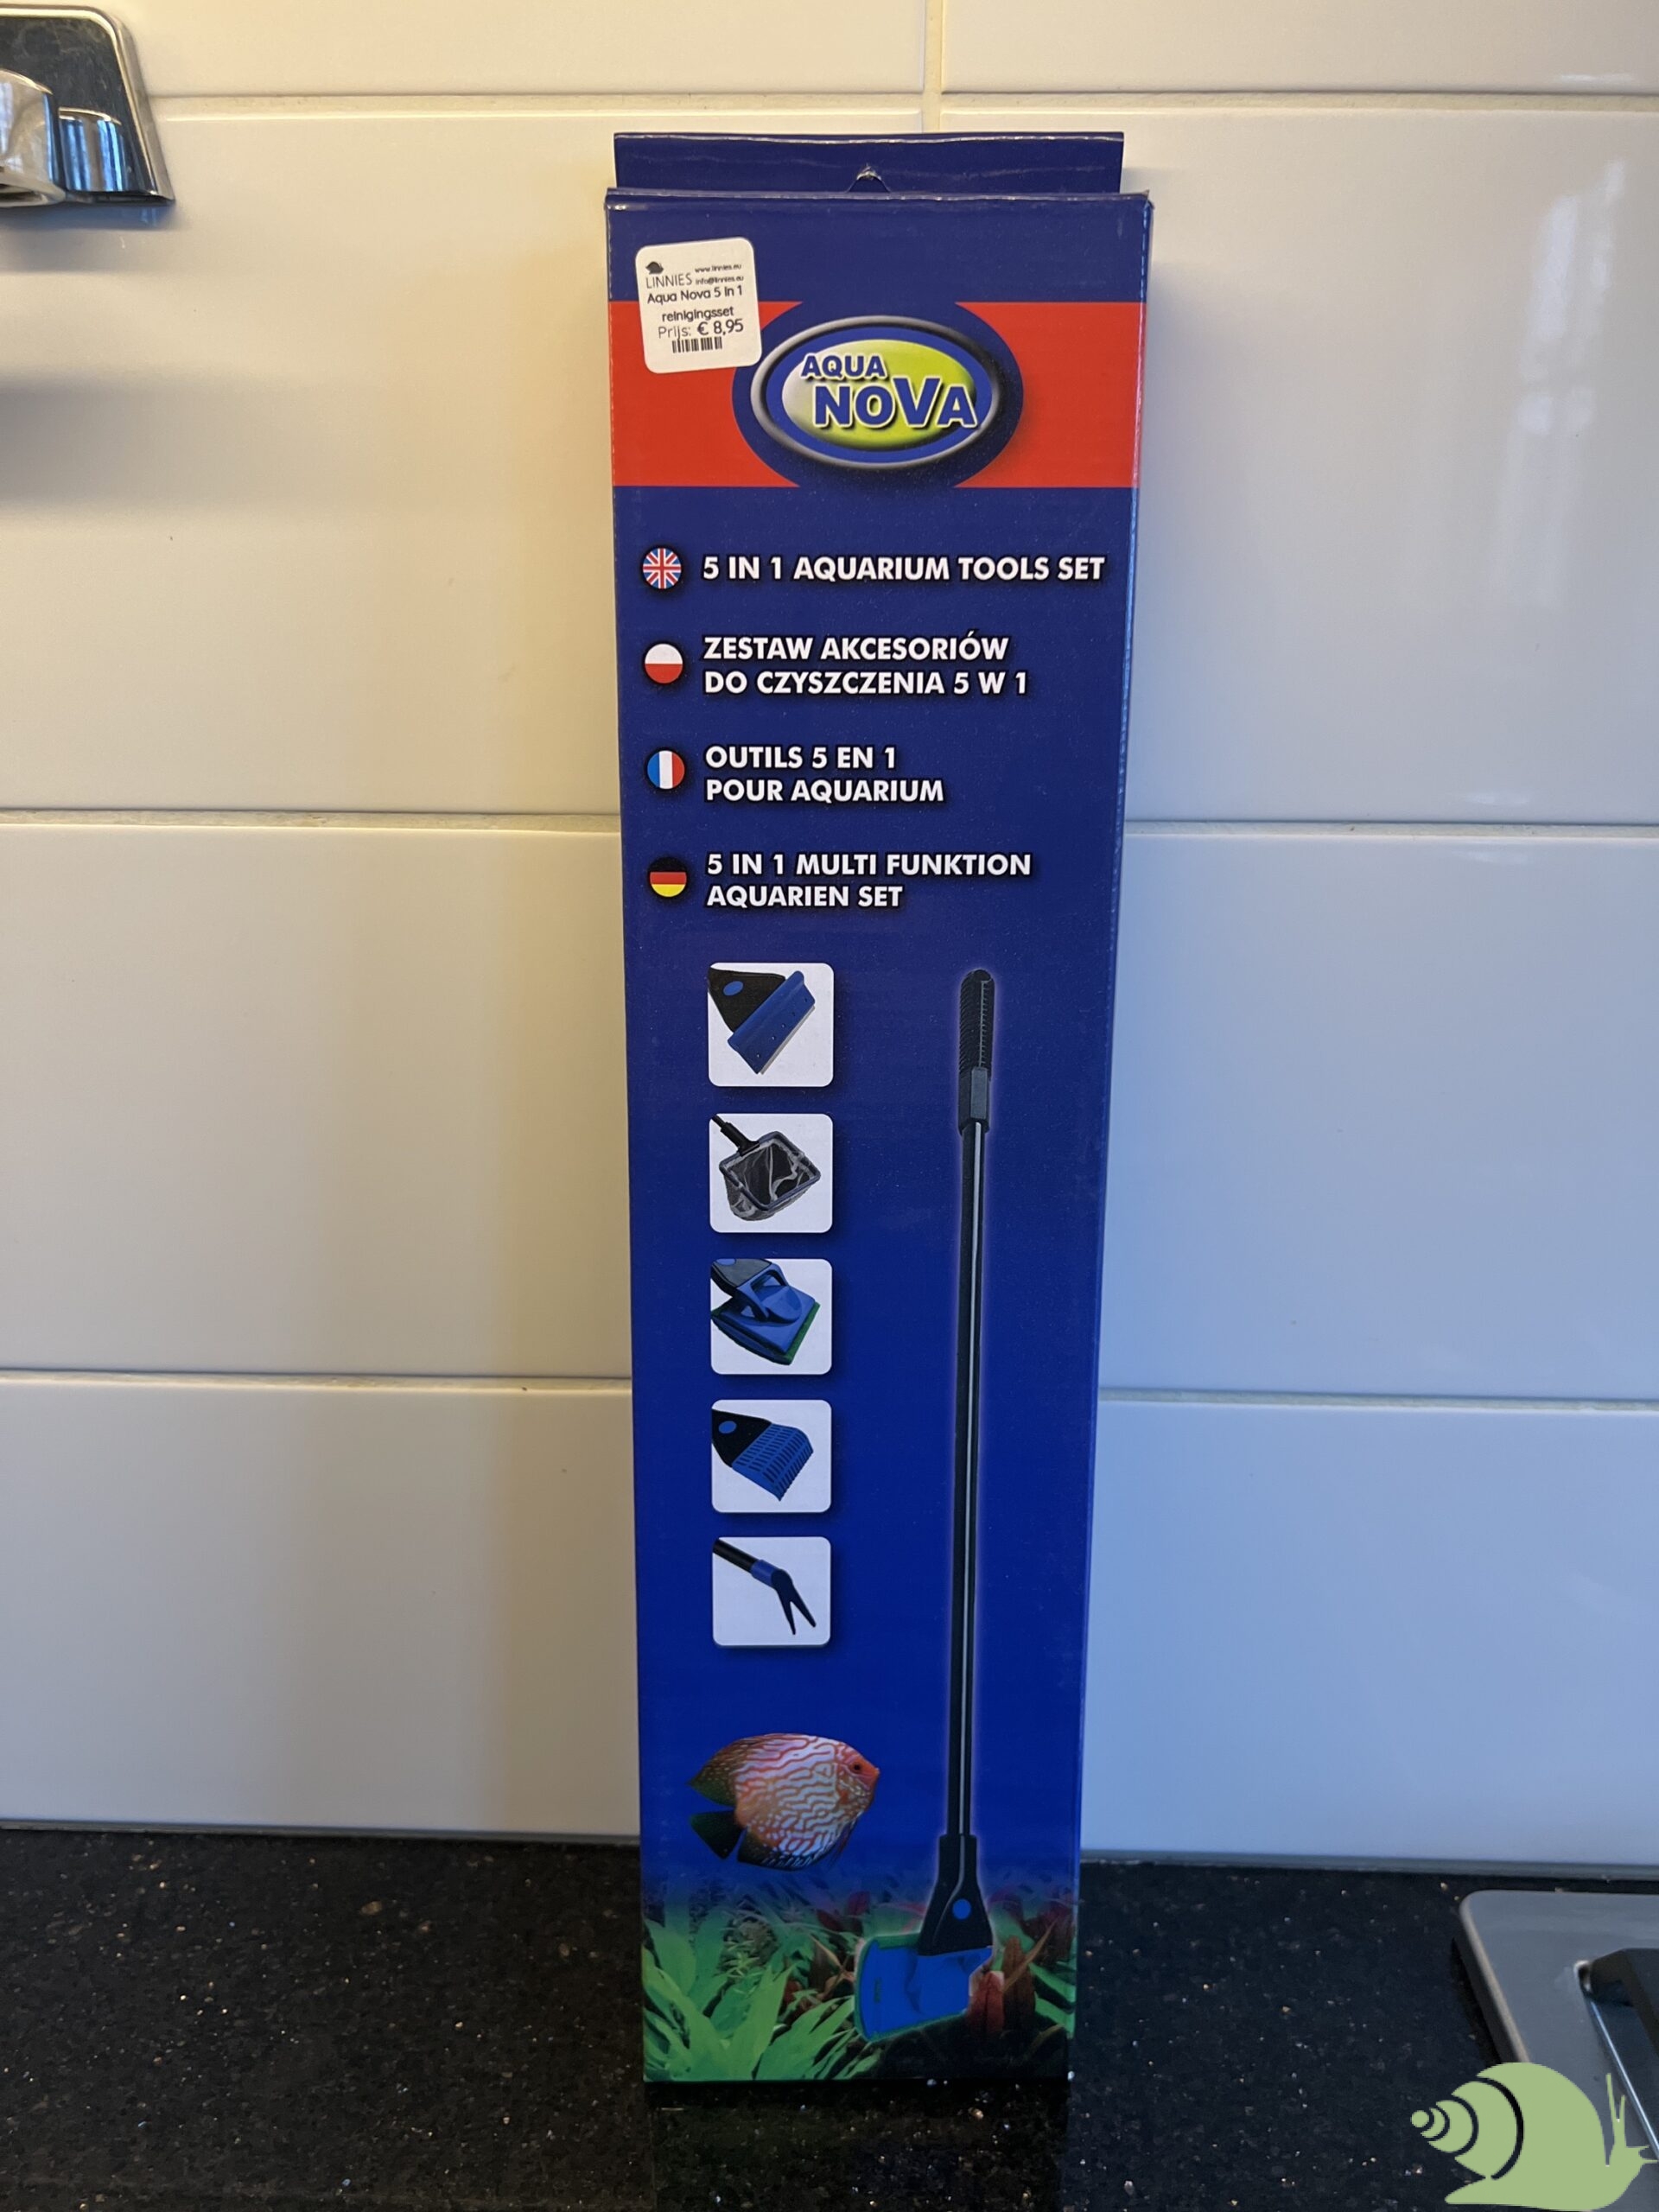 www.linnies.eu
LINNIES info@linnies.eu
Aqua Nova 5 in 1
reinigingsset
Prijs: € 8,95
AQUA
NOVA
5 IN 1 AQUARIUM TOOLS SET
ZESTAW AKCESORIÓW
DO CZYSZCZENIA 5 W 1
OUTILS 5 EN 1
POUR AQUARIUM
5 IN 1 MULTI FUNKTION
AQUARIEN SET